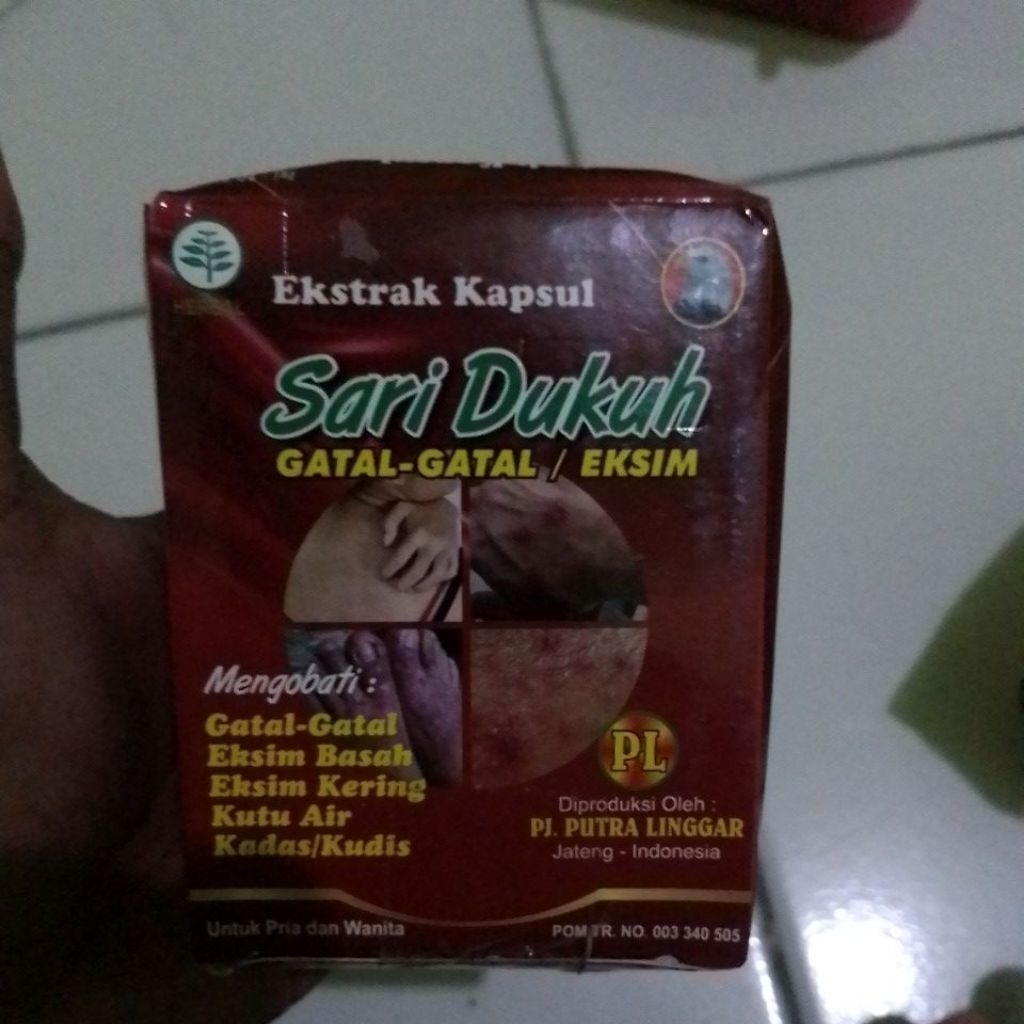 Ekstrak Kapsul
Sari Dukuh
GATAL-GATAL / EKSIM
Mengobati :
Gatal-Gatal
Eksim Basah
Eksim Kering
Kutu Air
Kadas/Kudis
PL
Diproduksi Oleh :
PJ. PUTRA LINGGAR
Jateng - Indonesia
Untuk Pria dan Wanita
POM TR. NO. 003 340 505